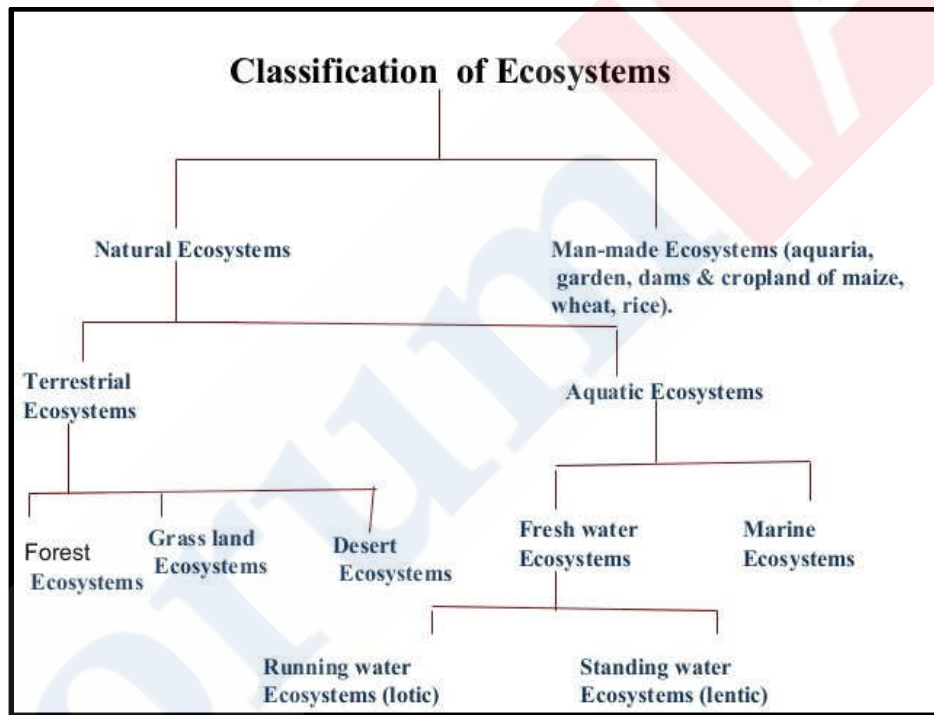 Classification of Ecosystems
Natural Ecosystems
Man-made Ecosystems (aquaria,
garden, dams & cropland of maize,
wheat, rice).
Terrestrial
Ecosystems
Aquatic Ecosystems
Forest
Ecosystems
Grass land
Ecosystems
Desert
Ecosystems
Fresh water
Ecosystems
Marine
Ecosystems
Running water
Ecosystems (lotic)
Standing water
Ecosystems (lentic)